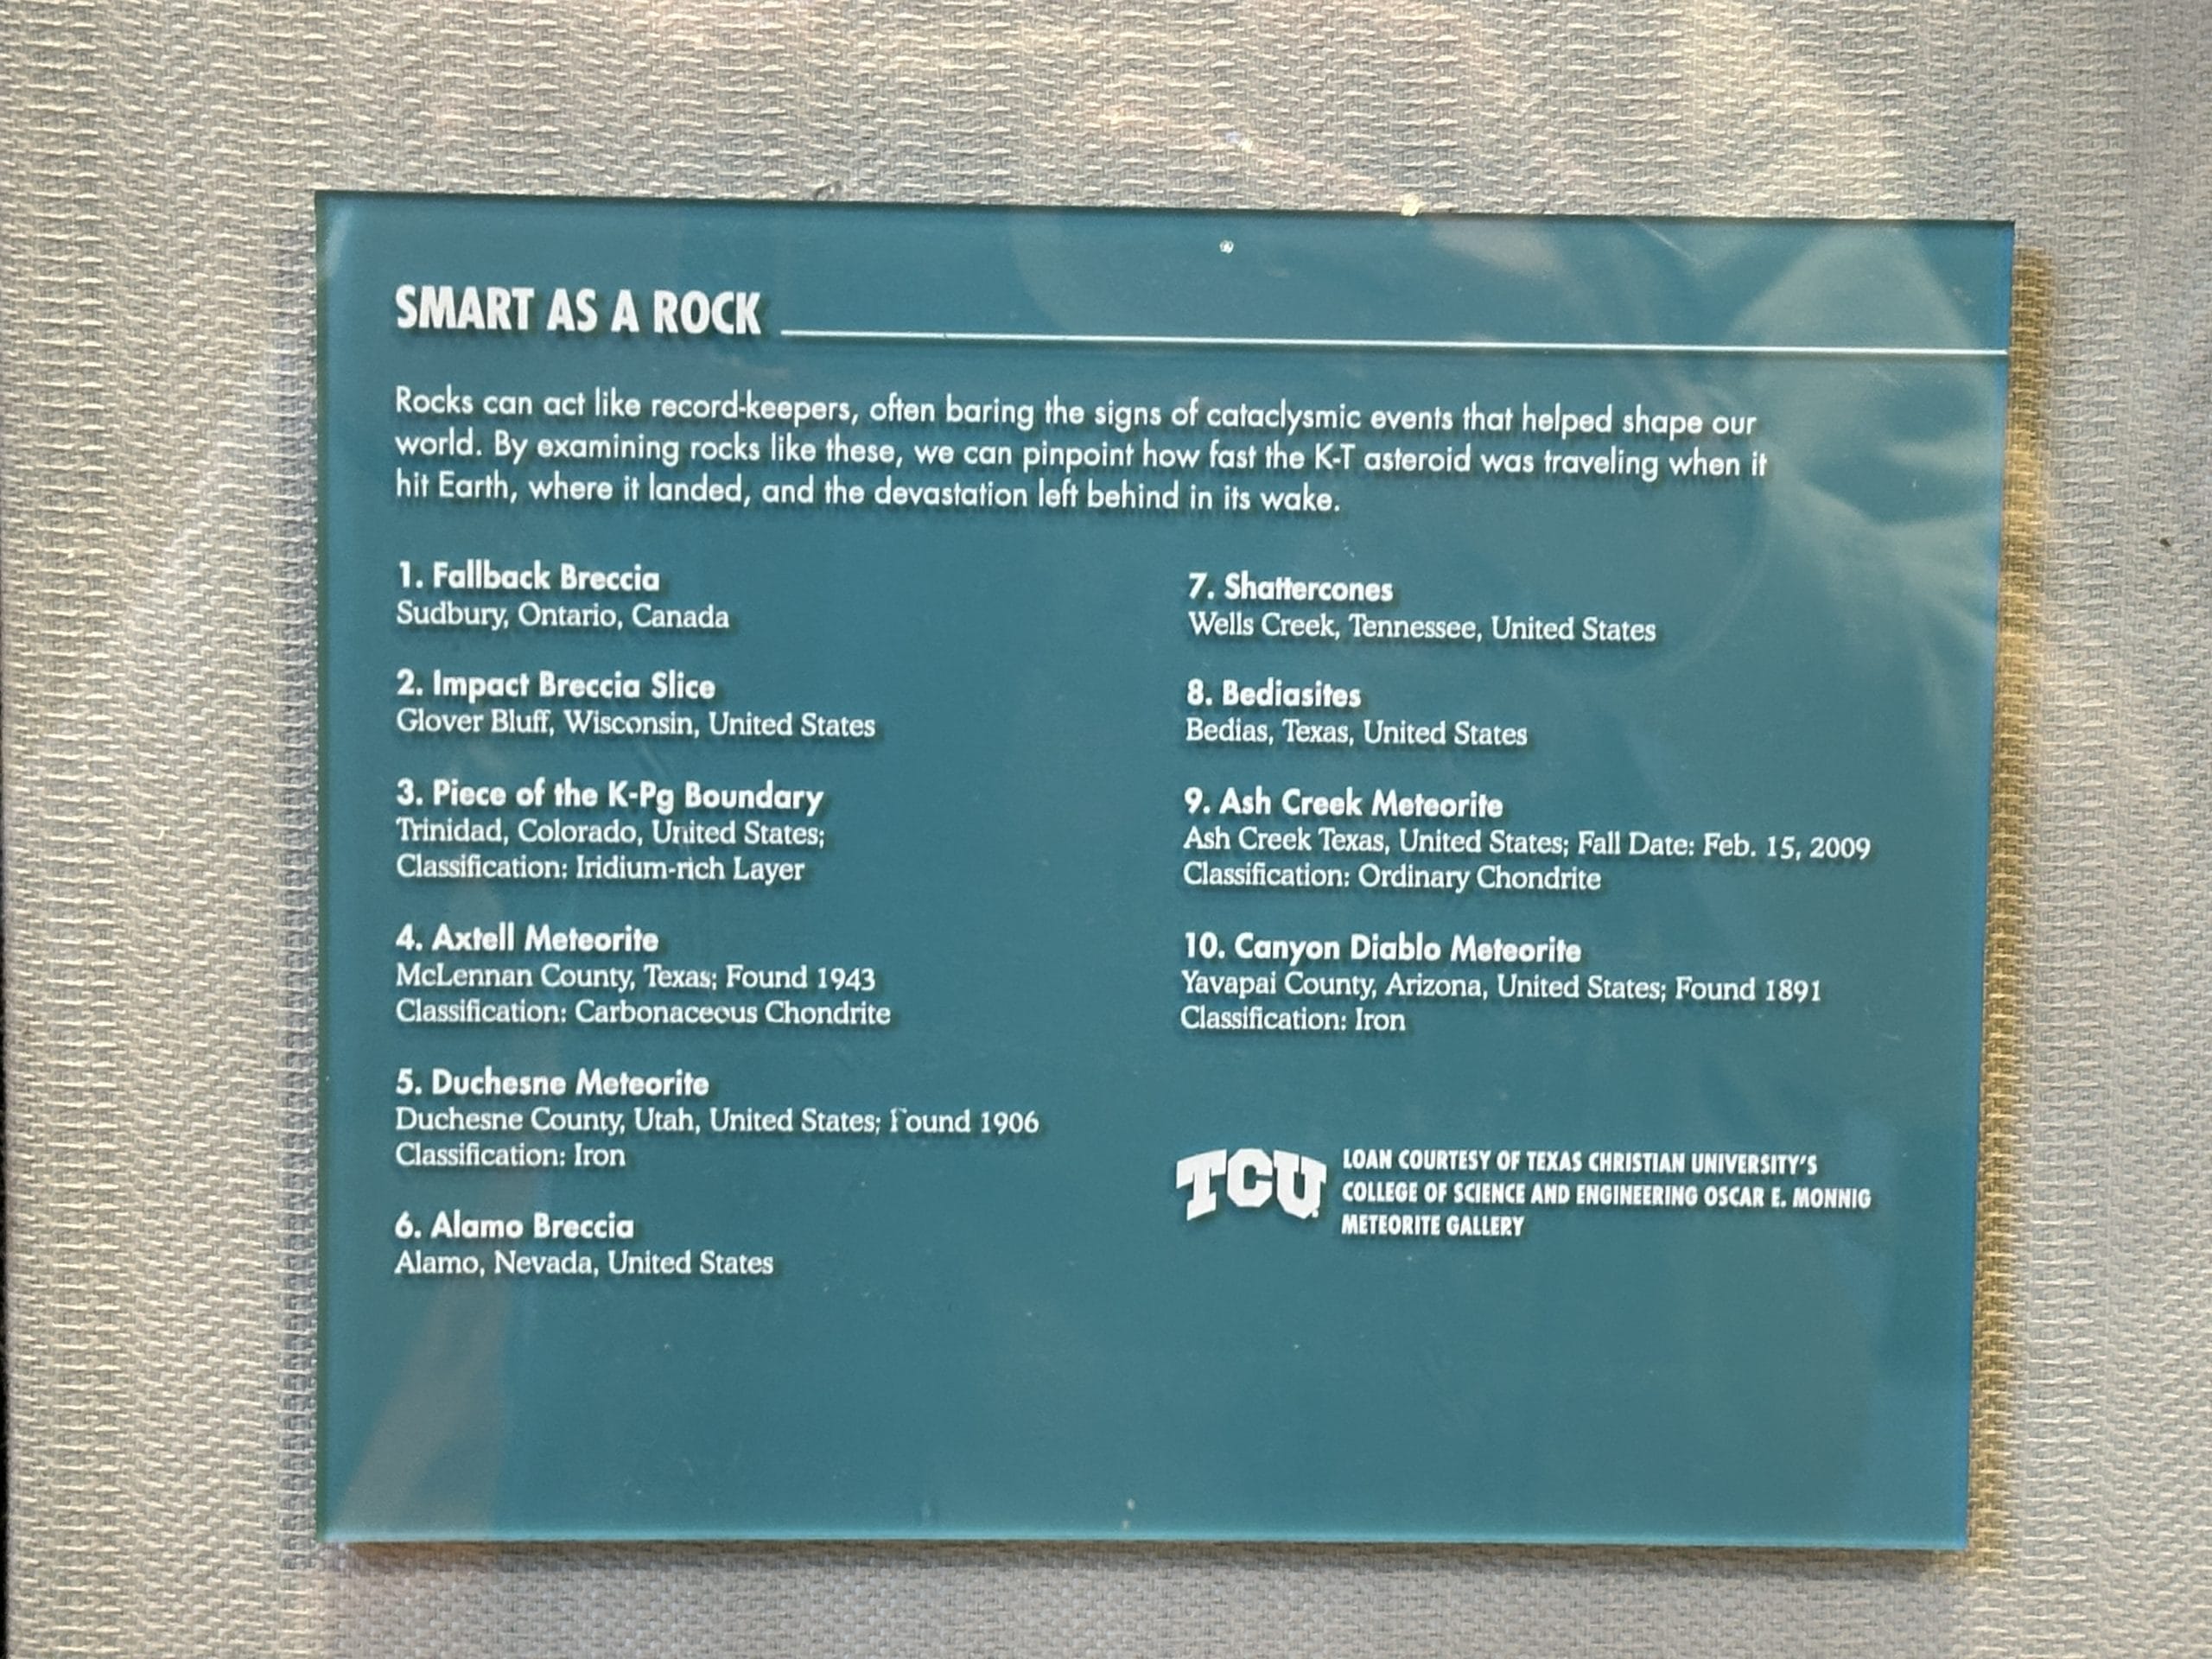 SMART AS A ROCK
Rocks can act like record-keepers, often baring the signs of cataclysmic events that helped shape our
world. By examining rocks like these, we can pinpoint how fast the K-T asteroid was traveling when it
hit Earth, where it landed, and the devastation left behind in its wake.
1. Fallback Breccia
Sudbury, Ontario, Canada
2. Impact Breccia Slice
Glover Bluff, Wisconsin, United States
3. Piece of the K-Pg Boundary
Trinidad, Colorado, United States;
Classification: Iridium-rich Layer
4. Axtell Meteorite
McLennan County, Texas; Found 1943
Classification: Carbonaceous Chondrite
5. Duchesne Meteorite
Duchesne County, Utah, United States; Found 1906
Classification: Iron
6. Alamo Breccia
Alamo, Nevada, United States
7. Shattercones
Wells Creek, Tennessee, United States
8. Bediasites
Bedias, Texas, United States
9. Ash Creek Meteorite
Ash Creek Texas, United States; Fall Date: Feb. 15, 2009
Classification: Ordinary Chondrite
10. Canyon Diablo Meteorite
Yavapai County, Arizona, United States; Found 1891
Classification: Iron
TCU
LOAN COURTESY OF TEXAS CHRISTIAN UNIVERSITY'S
COLLEGE OF SCIENCE AND ENGINEERING OSCAR E. MONNIG
METEORITE GALLERY